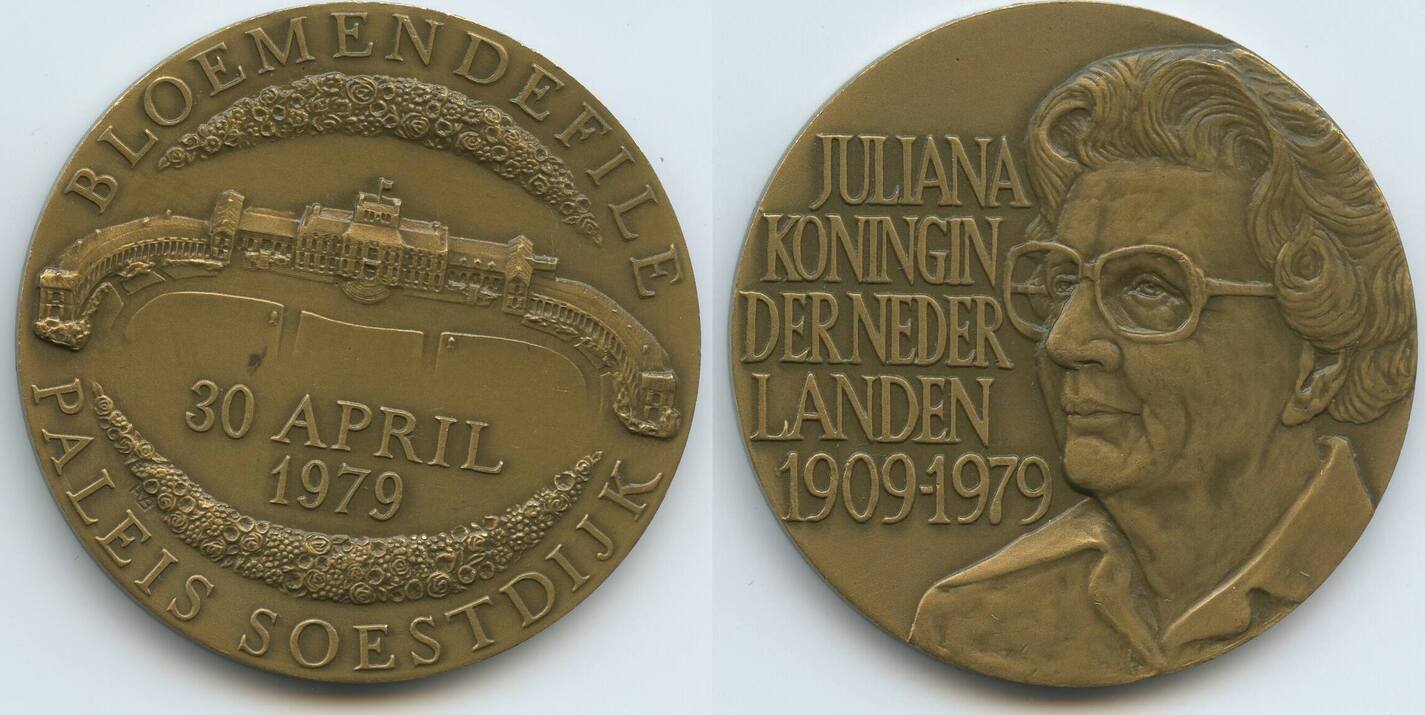 BLOEMENDEFILE
30 APRIL
1979
PALEIS SOESTDIJK
JULIANA
KONINGIN
DER NEDER
LANDEN
1909-1979